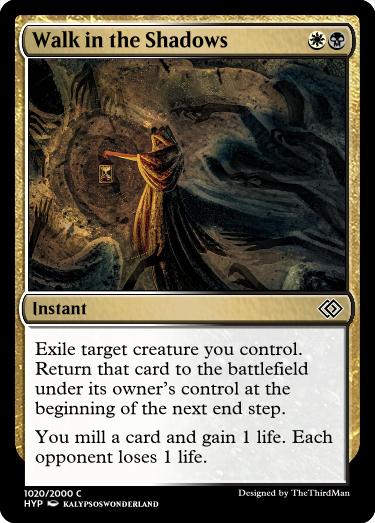 Walk in the Shadows
Instant
Exile target creature you control.
Return that card to the battlefield
under its owner's control at the
beginning of the next end step.
You mill a card and gain 1 life. Each
opponent loses 1 life.
1020/2000 C
HYP KALYPSOSWONDERLAND
Designed by TheThirdMan